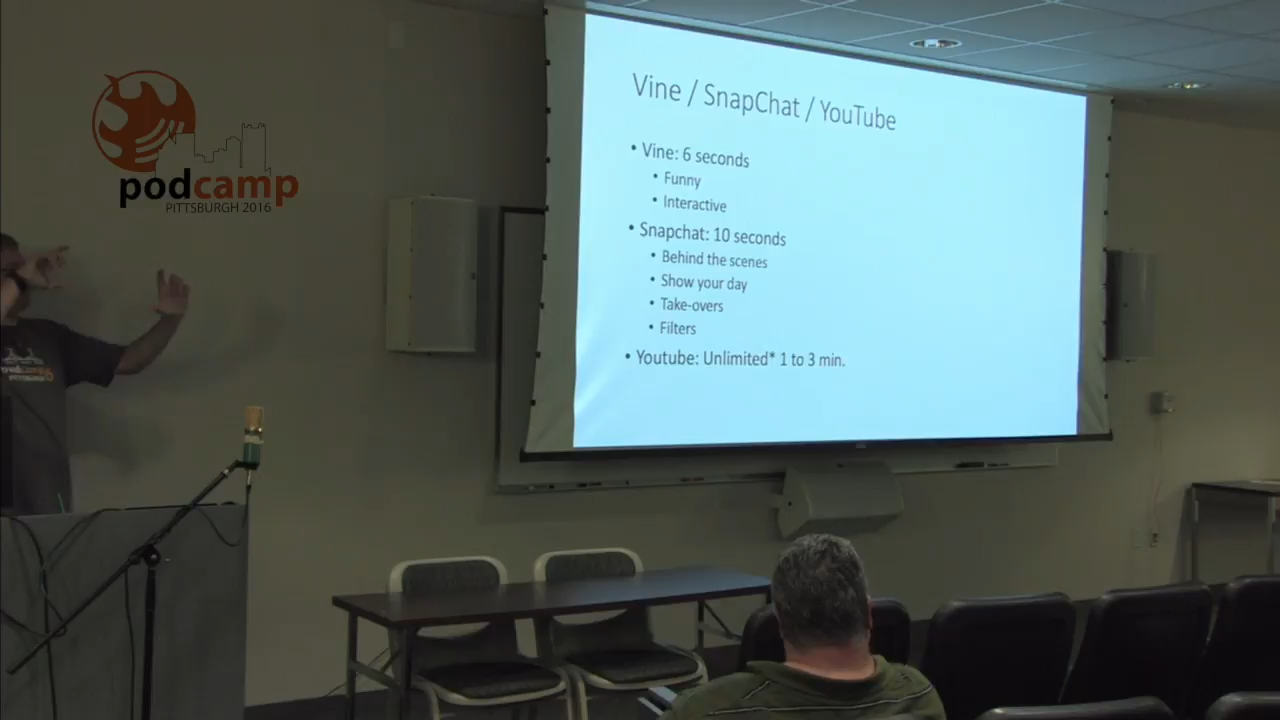 podcamp
PITTSBURGH 2016
Vine / SnapChat / YouTube
• Vine: 6 seconds
• Funny
• Interactive
• Snapchat: 10 seconds
• Behind the scenes
• Show your day
• Take-overs
• Filters
• Youtube: Unlimited* 1 to 3 min.
podcamp